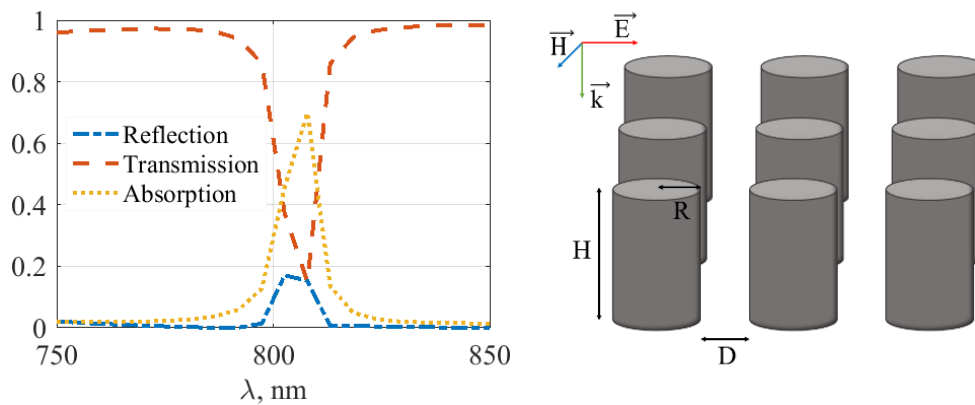 1
0.8
0.6
0.4
0.2
0
750
800
850
λ, nm
Reflection
Transmission
Absorption
H
E
k
R
H
D